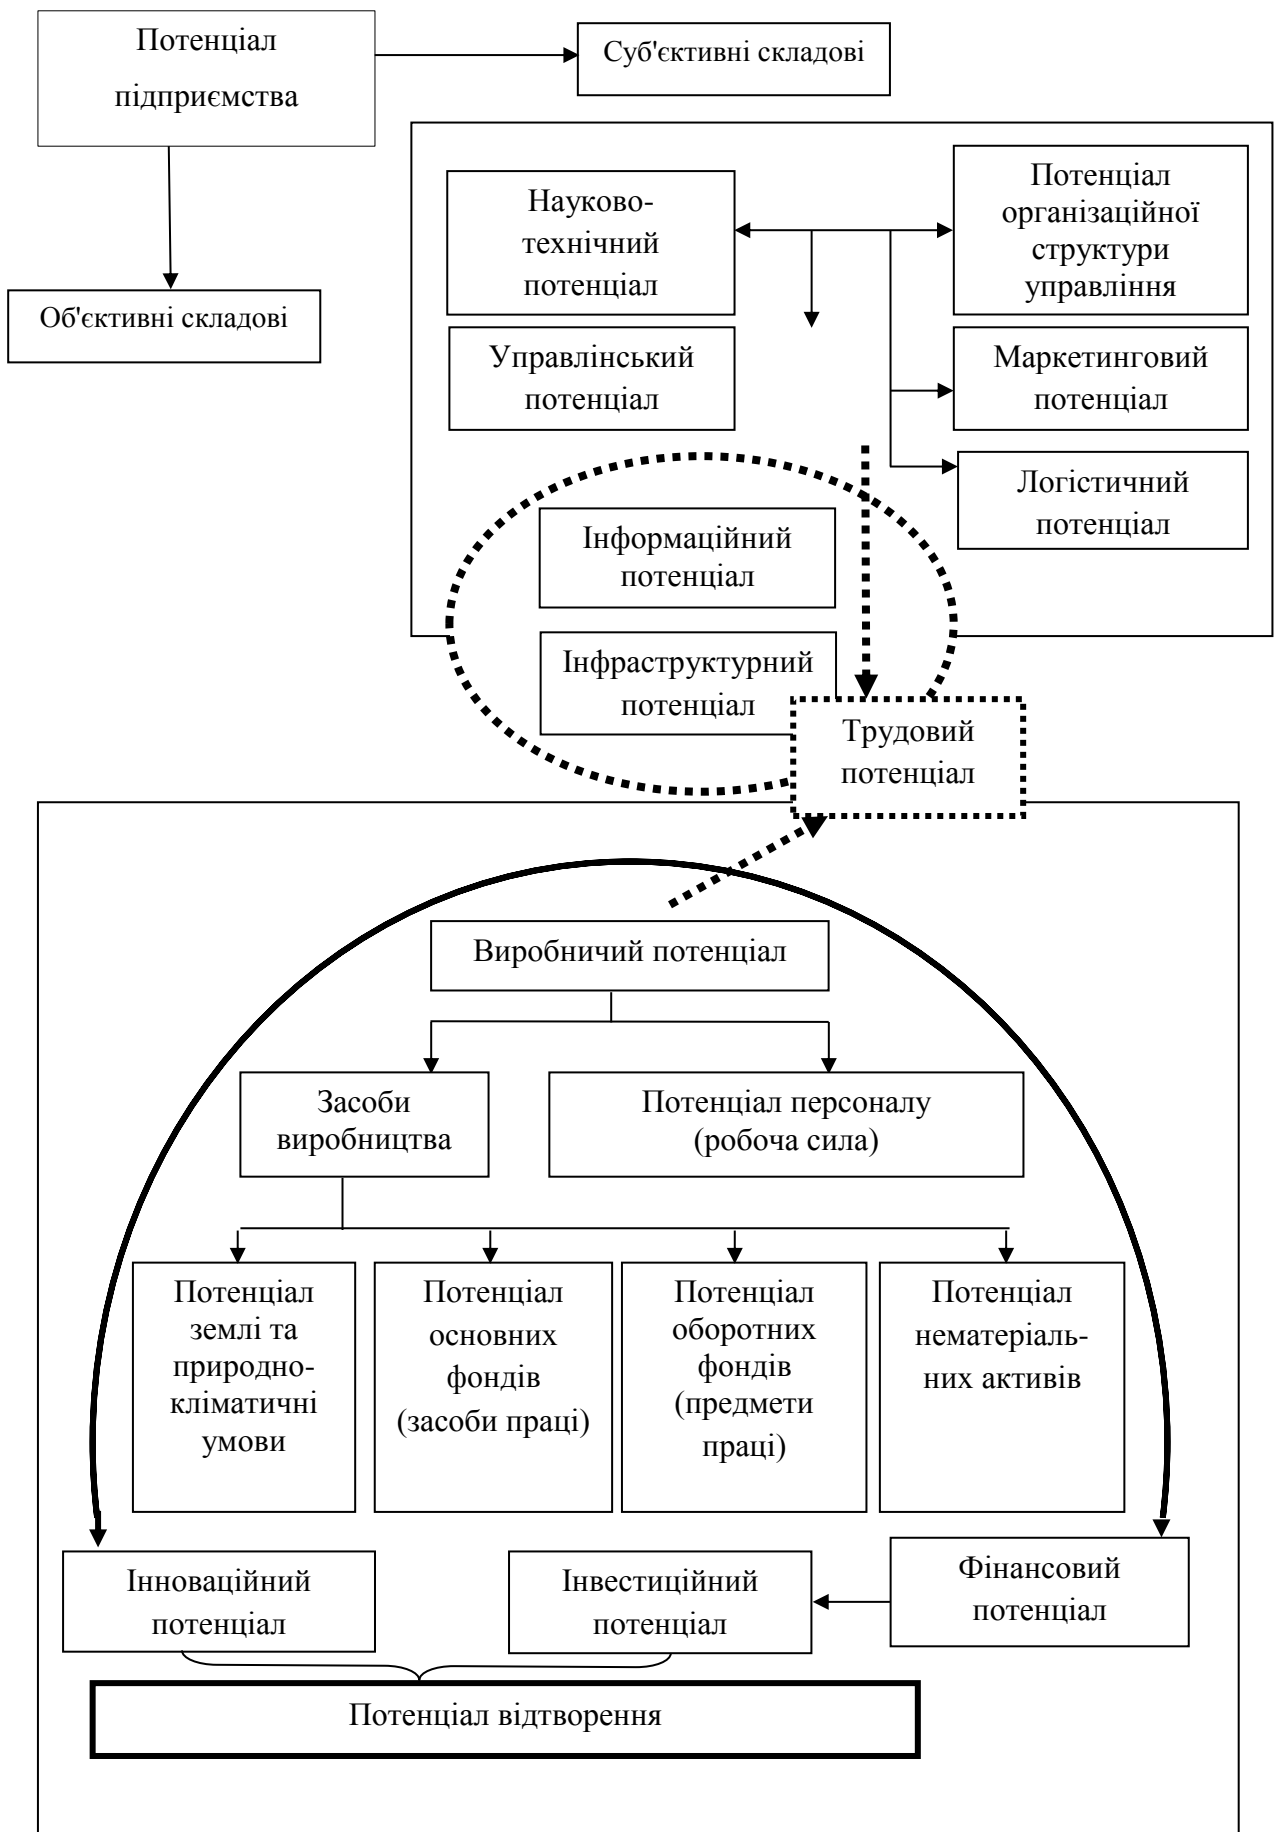 Потенціал
підприємства
Суб'єктивні складові
Об'єктивні складові
Науково-
технічний
потенціал
Потенціал
організаційної
структури
управління
Управлінський
потенціал
Маркетинговий
потенціал
Логістичний
потенціал
Інформаційний
потенціал
Інфраструктурний
потенціал
Трудовий
потенціал
Виробничий потенціал
Засоби
виробництва
Потенціал персоналу
(робоча сила)
Потенціал
землі та
природно-
кліматичні
умови
Потенціал
основних
фондів
(засоби праці)
Потенціал
оборотних
фондів
(предмети
праці)
Потенціал
нематеріаль-
них активів
Інноваційний
потенціал
Інвестиційний
потенціал
Фінансовий
потенціал
Потенціал відтворення